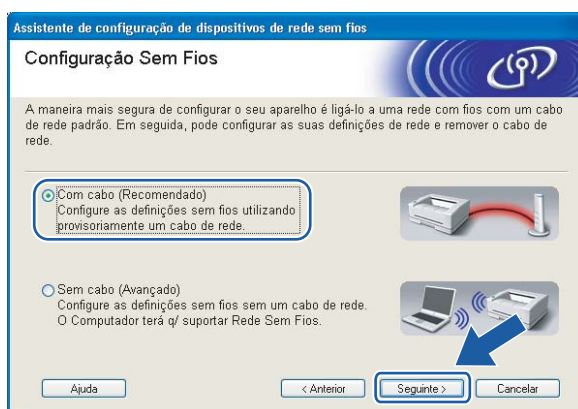 Assistente de configuração de dispositivos de rede sem fios
Configuração Sem Fios
A maneira mais segura de configurar o seu aparelho é ligá-lo a uma rede com fios com um cabo
de rede padrão. Em seguida, pode configurar as suas definições de rede e remover o cabo de
rede.
Com cabo (Recomendado)
Configure as definições sem fios utilizando
provisoriamente um cabo de rede.
Sem cabo (Avançado)
Configure as definições sem fios sem um cabo de rede.
O Computador terá q/ suportar Rede Sem Fios.
Ajuda
< Anterior
Seguinte >
Cancelar